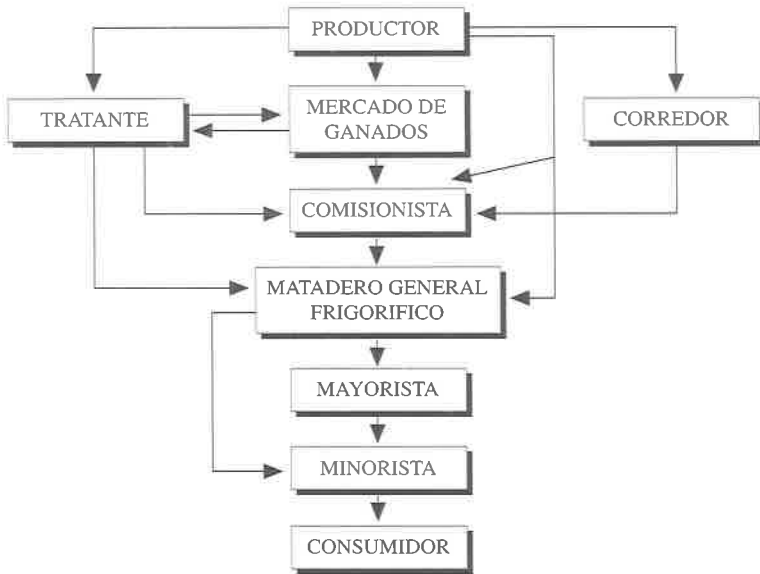 PRODUCTOR
TRATANTE
MERCADO DE
GANADOS
CORREDOR
COMISIONISTA
MATADERO GENERAL
FRIGORIFICO
MAYORISTA
MINORISTA
CONSUMIDOR